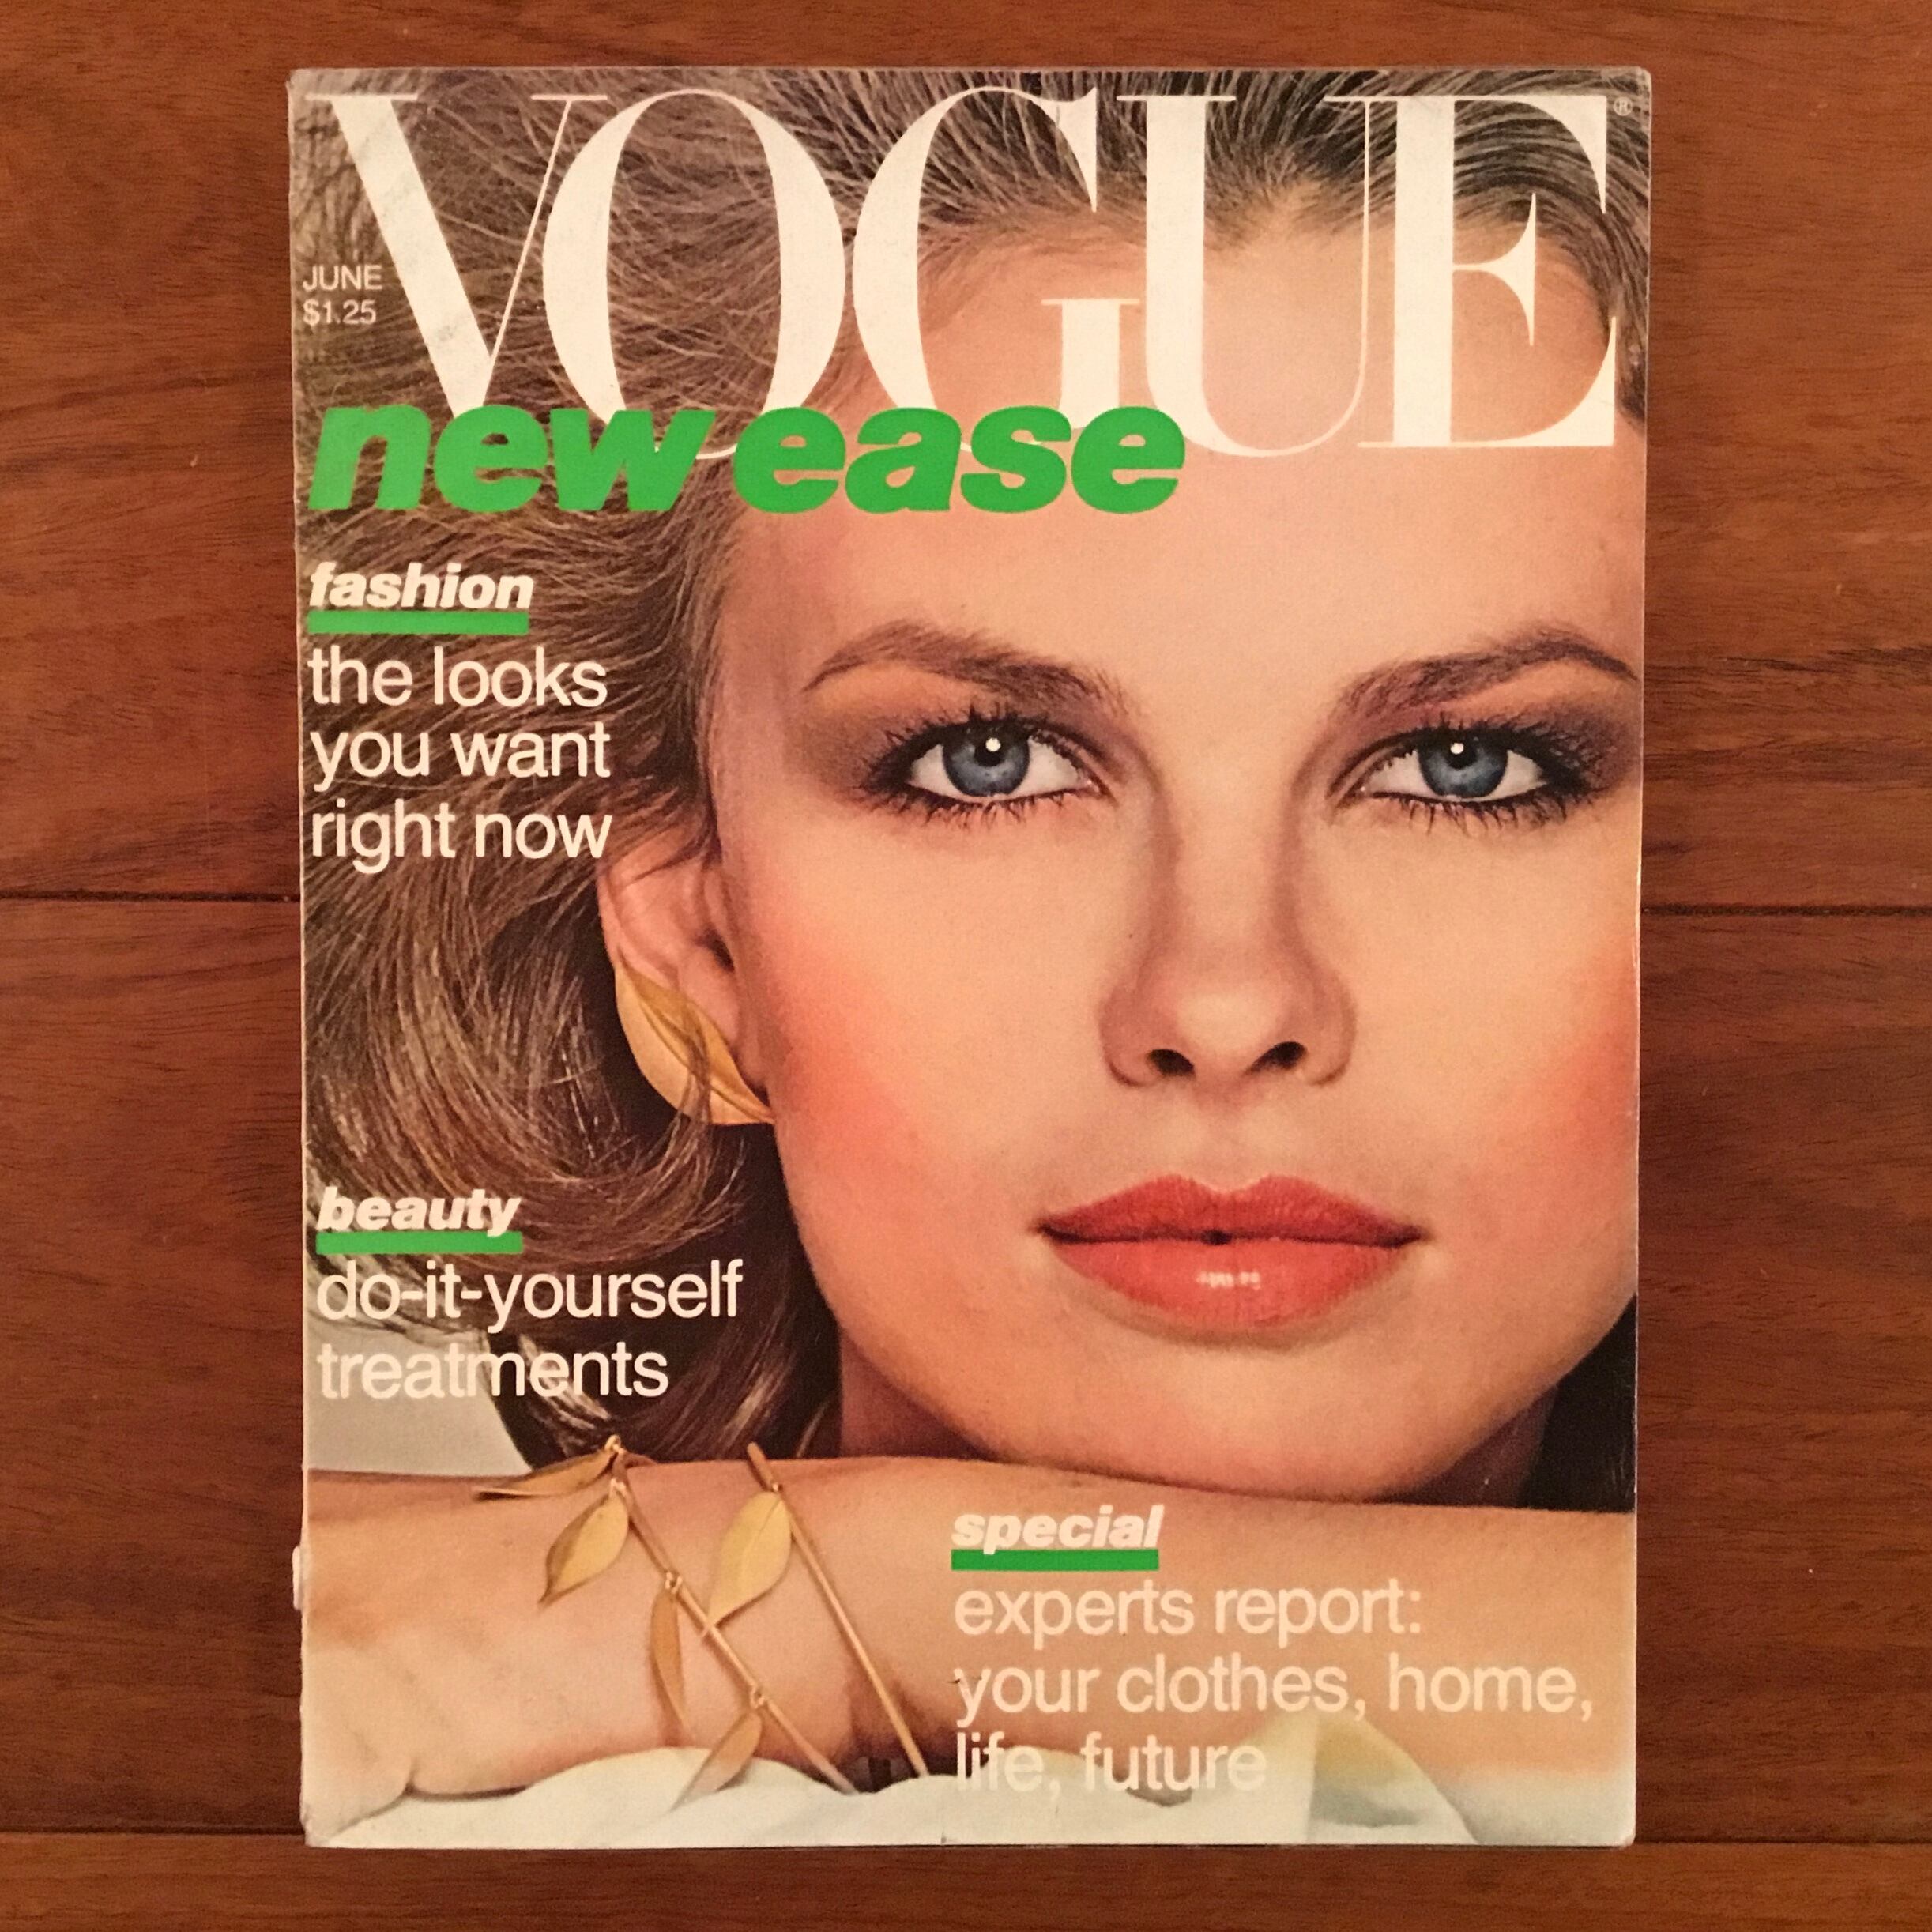 VOGUE®
JUNE
$1.25
new ease
fashion
the looks
you want
right now
beauty
do-it-yourself
treatments
special
experts report:
your clothes, home,
life, future